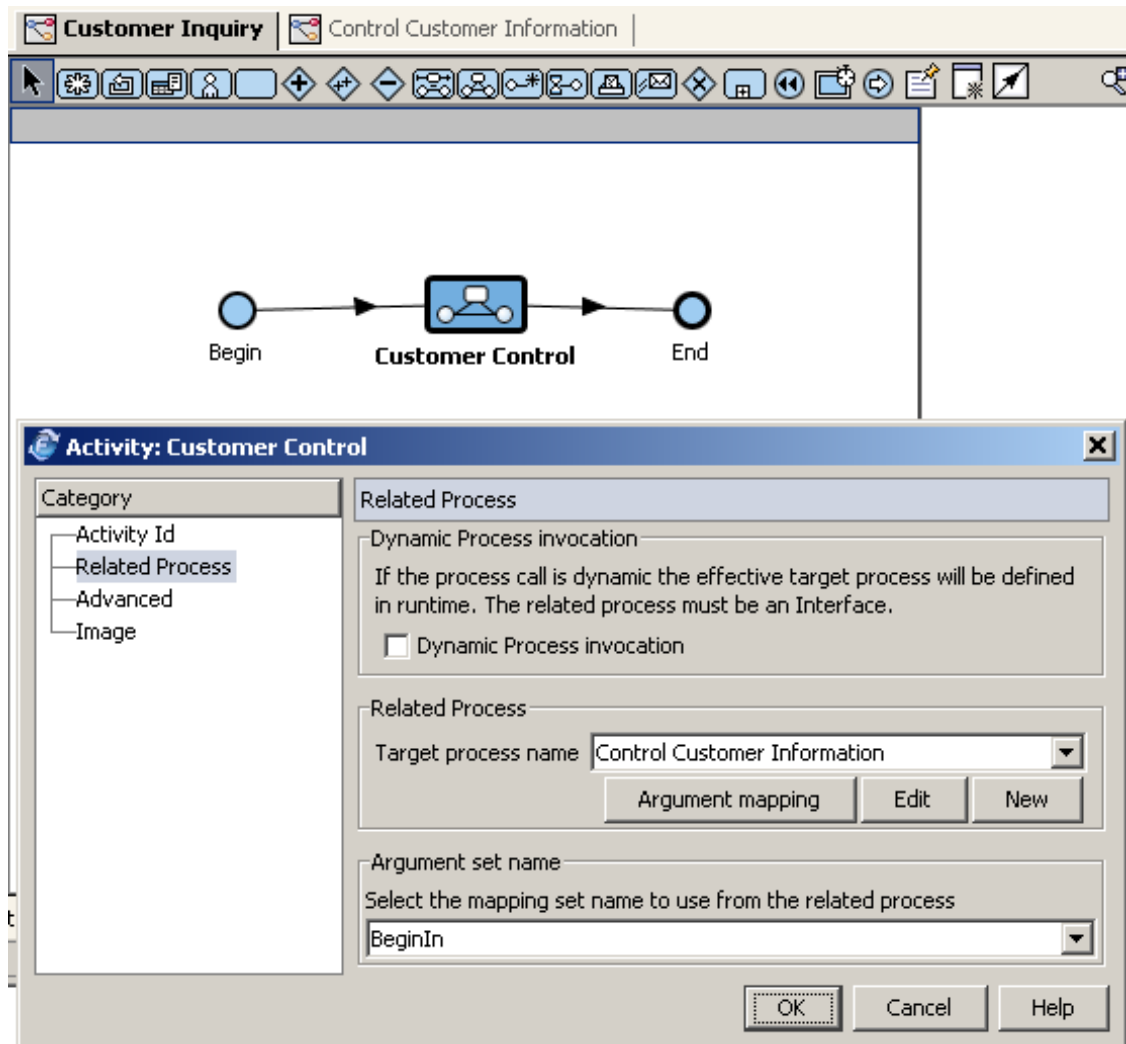 Customer Inquiry Control Customer Information
Begin Customer Control End
Activity: Customer Control
Category
Activity Id
Related Process
Advanced
Image
Related Process
Dynamic Process invocation
If the process call is dynamic the effective target process will be defined
in runtime. The related process must be an Interface.
Dynamic Process invocation
Related Process
Target process name Control Customer Information
Argument mapping Edit New
Argument set name
Select the mapping set name to use from the related process
BeginIn
OK Cancel Help